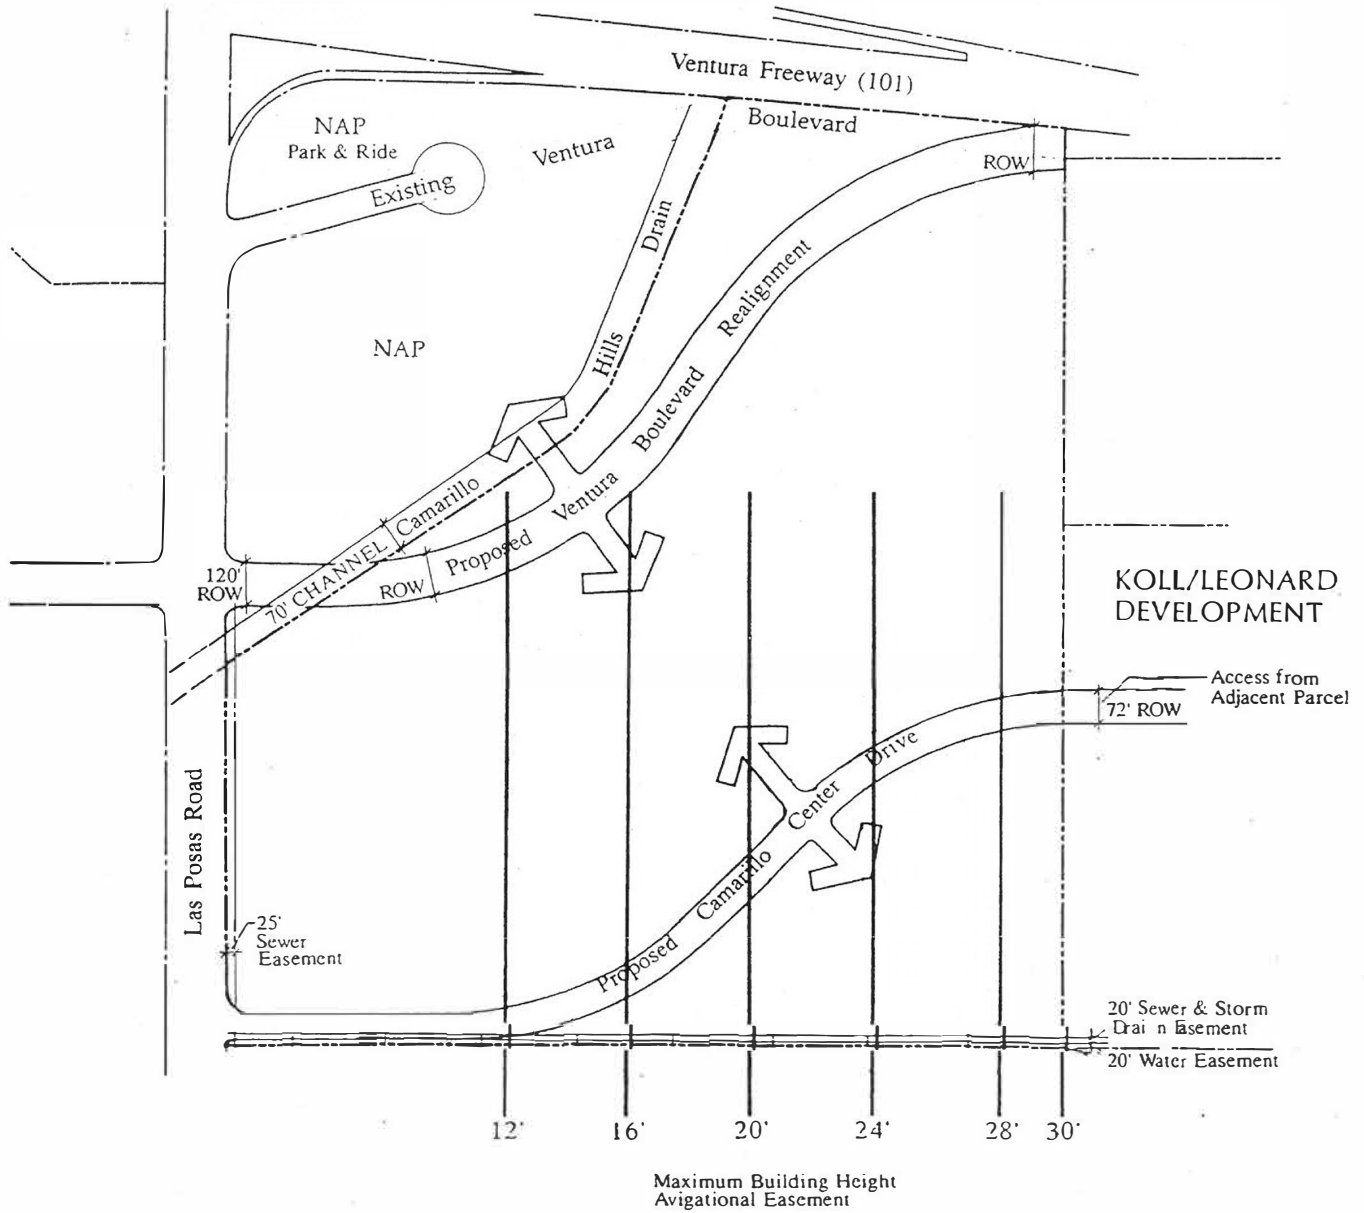 Ventura Freeway (101)
Boulevard
NAP
Park & Ride
Ventura
Existing
ROW
Drain
Realignment
Hills
NAP
Boulevard
Camarillo
Ventura
Proposed
70' CHANNEL
ROW
120'
ROW
KOLL/LEONARD
DEVELOPMENT
Access from
Adjacent Parcel
72' ROW
Drive
Center
Camarillo
Proposed
Las Posas Road
25'
Sewer
Easement
20' Sewer & Storm
Drai n Easement
20' Water Easement
12' 16' 20' 24' 28' 30'
Maximum Building Height
Avigational Easement